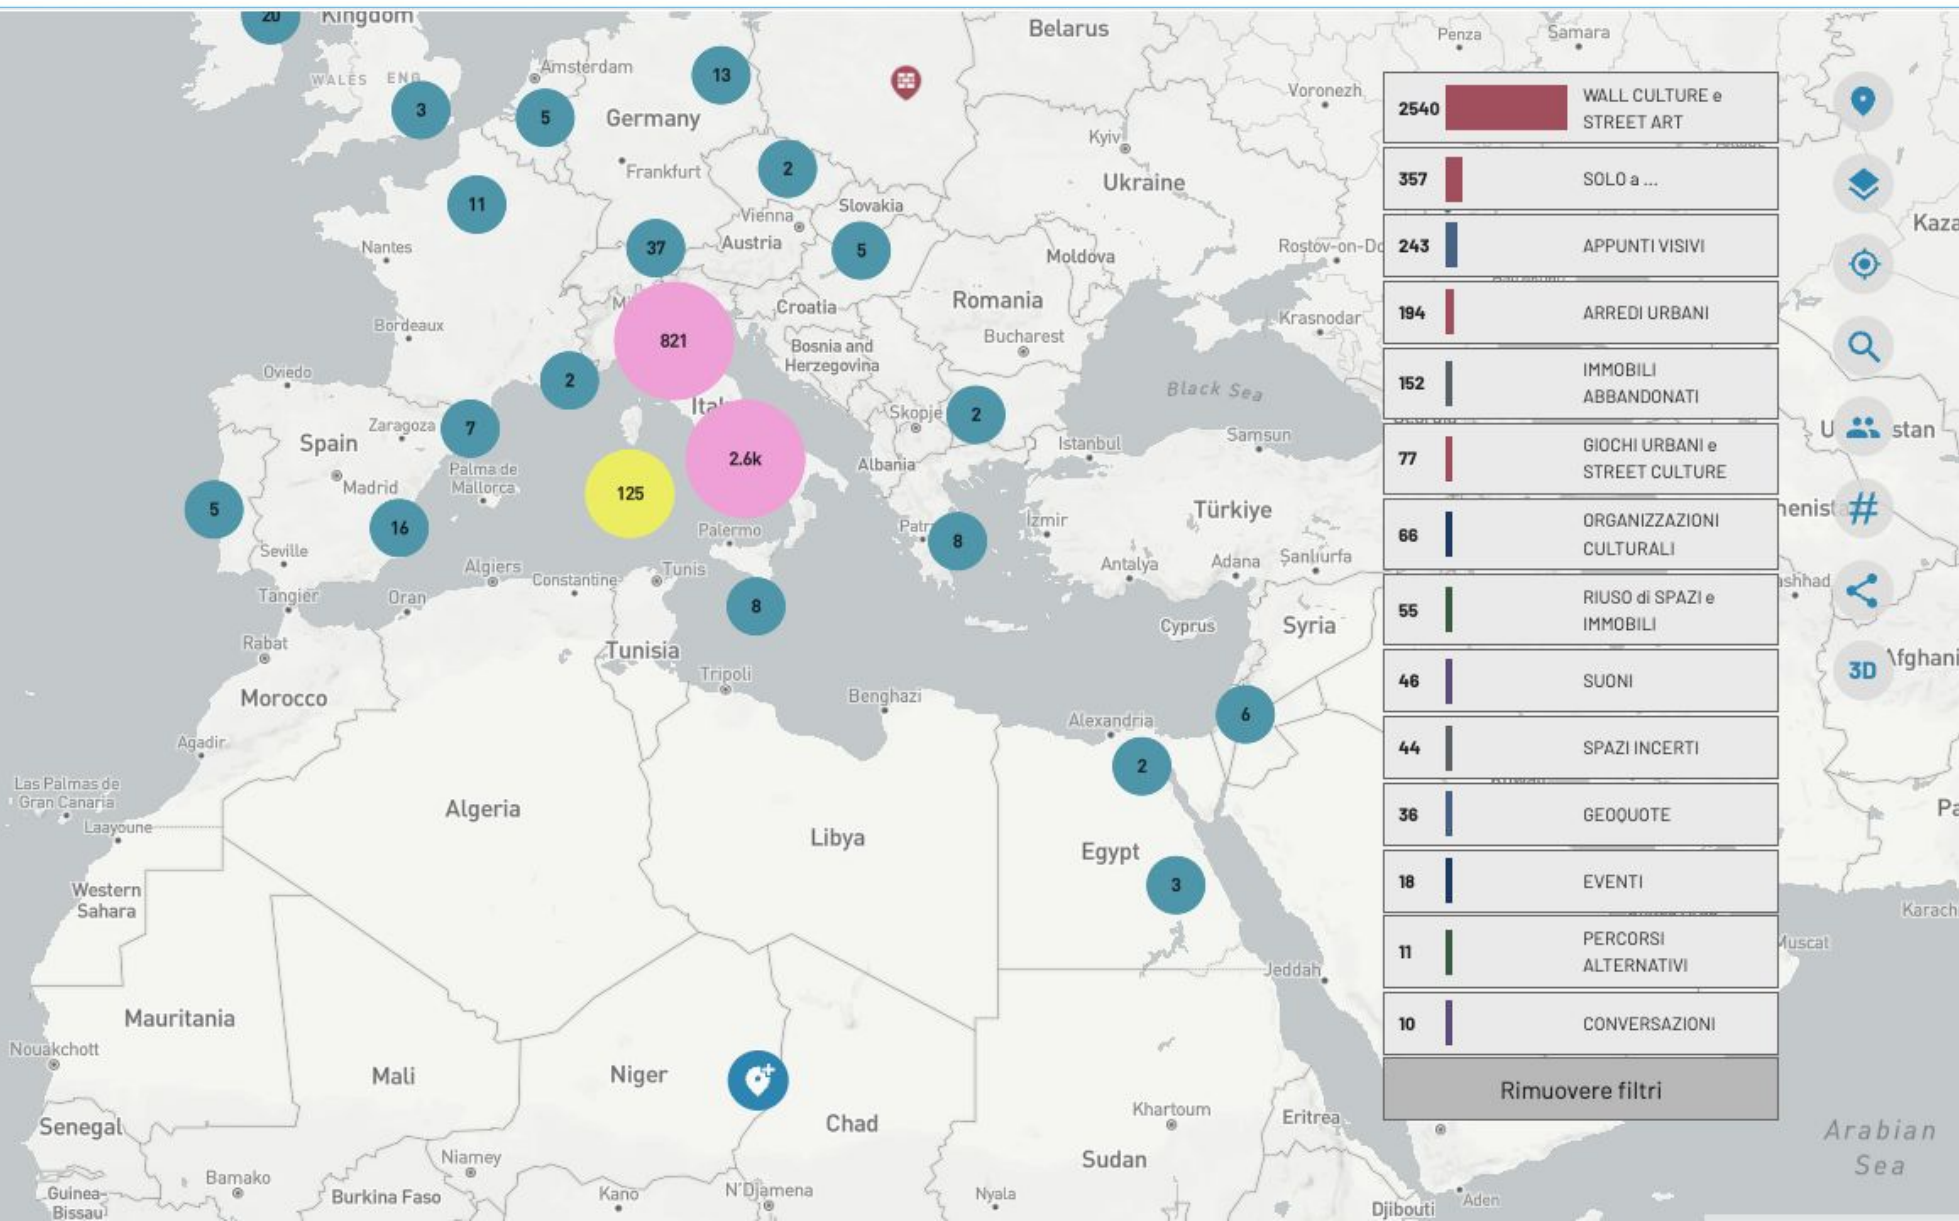 20
Kingdom
Belarus
Penza
Samara
Amsterdam
WALES
ENG
13
3
5
Germany
Voronezh
2540
WALL CULTURE e
STREET ART
Kyiv
Frankfurt
2
Ukraine
357
SOLO a ...
11
Vienna
Slovakia
Nantes
37
Austria
5
Moldova
Rostov-on-Do
243
APPUNTI VISIVI
Kaza
Croatia
Romania
Bordeaux
821
Bosnia and
Herzegovina
Bucharest
Krasnodar
194
ARREDI URBANI
Oviedo
2
Black Sea
152
IMMOBILI
ABBANDONATI
Ital
Zaragoza
7
Spain
Skopje
2
Istanbul
Samsun
U
stan
Madrid
Palma de
Mallorca
2.6k
Albania
77
GIOCHI URBANI e
STREET CULTURE
125
5
16
Palermo
Patr
8
Izmir
Türkiye
66
ORGANIZZAZIONI
CULTURALI
#
Seville
Algiers
Constantine
Tunis
Antalya
Adana
Şanlıurfa
Tangier
Oran
8
Cyprus
Syria
55
RIUSO di SPAZI e
IMMOBILI
ashhad
Rabat
Tunisia
Tripoli
Morocco
Benghazi
46
SUONI
3D
Afghani
Agadir
Alexandria
6
44
SPAZI INCERTI
Las Palmas de
Gran Canaria
2
Laayoune
Algeria
Libya
Egypt
36
GEOQUOTE
Pa
Western
Sahara
3
18
EVENTI
Karach
Jeddah
11
PERCORSI
ALTERNATIVI
Muscat
Mauritania
10
CONVERSAZIONI
Nouakchott
Mali
Niger
Rimuovere filtri
Senegal
Chad
Khartoum
Eritrea
Arabian
Sea
Niamey
Bamako
Guinea-
Bissau
Burkina Faso
Kano
N'Djamena
Sudan
Nyala
Djibouti
Aden